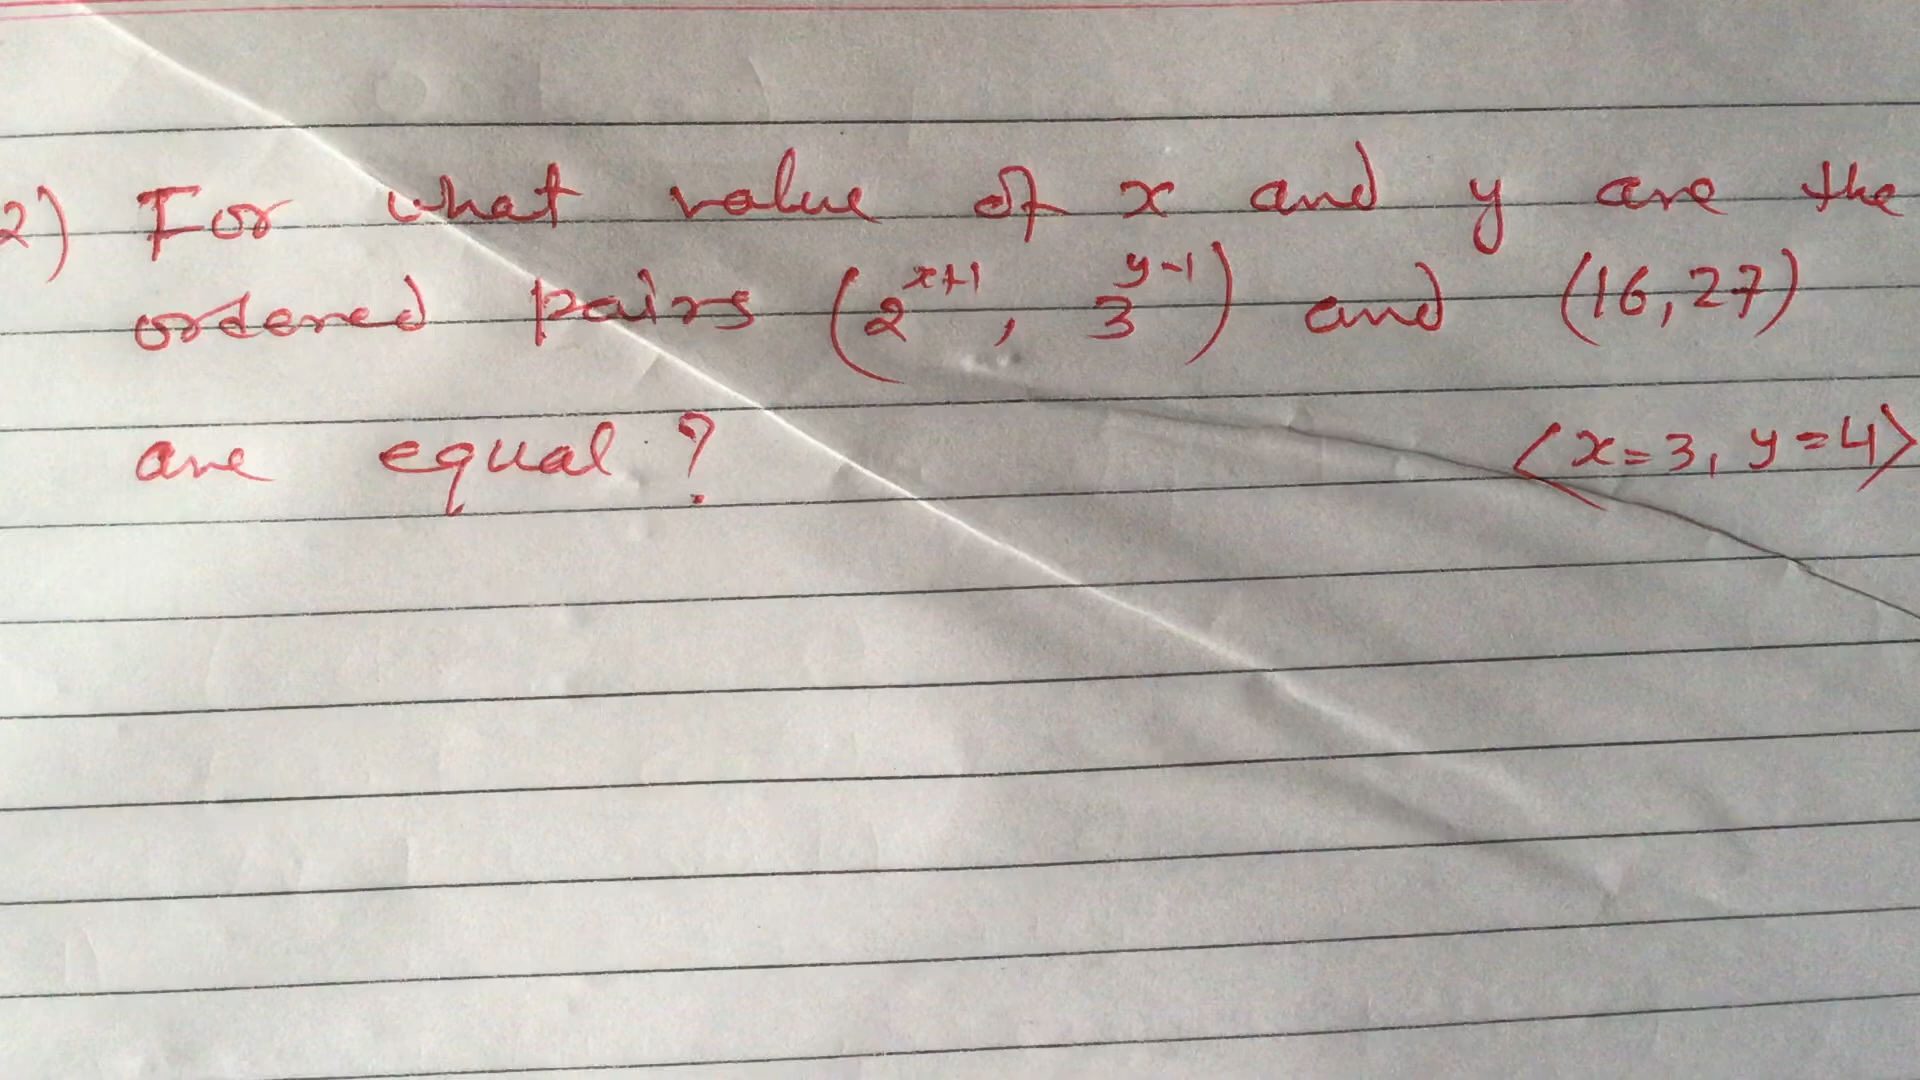 2) For what value of x and y are the
ordered pairs (2^{x+1}, 3^{y-1}) and (16,27)
are equal?
<x=3, y=4>